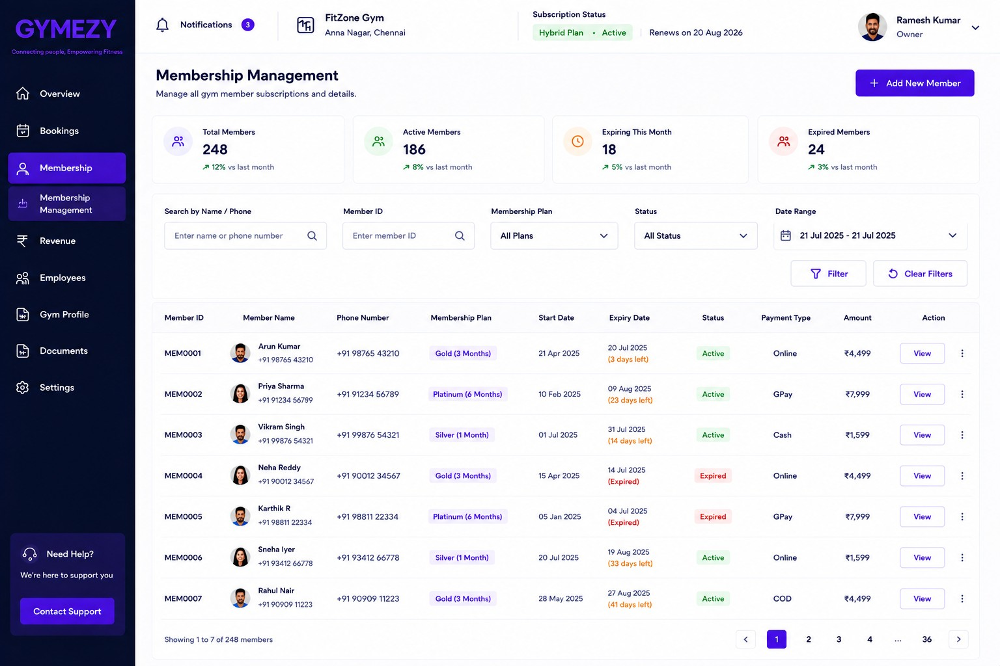 GYMEZY
Connecting people, Empowering Fitness
Overview
Bookings
Membership
Membership
Management
Revenue
Employees
Gym Profile
Documents
Settings
Need Help?
We're here to support you
Contact Support
Notifications 3
FitZone Gym
Anna Nagar, Chennai
Subscription Status
Hybrid Plan • Active | Renews on 20 Aug 2026
Ramesh Kumar
Owner
Membership Management
Manage all gym member subscriptions and details.
+ Add New Member
Total Members
248
12% vs last month
Active Members
186
8% vs last month
Expiring This Month
18
5% vs last month
Expired Members
24
3% vs last month
Search by Name / Phone
Enter name or phone number
Member ID
Enter member ID
Membership Plan
All Plans
Status
All Status
Date Range
21 Jul 2025 - 21 Jul 2025
Filter
Clear Filters
Member ID Member Name Phone Number Membership Plan Start Date Expiry Date Status Payment Type Amount Action
MEM0001
Arun Kumar
+91 98765 43210
+91 98765 43210
Gold (3 Months)
21 Apr 2025
20 Jul 2025
(3 days left)
Active
Online
₹4,499
View
MEM0002
Priya Sharma
+91 91234 56799
+91 91234 56789
Platinum (6 Months)
10 Feb 2025
09 Aug 2025
(23 days left)
Active
GPay
₹7,999
View
MEM0003
Vikram Singh
+91 99876 54321
+91 99876 54321
Silver (1 Month)
01 Jul 2025
31 Jul 2025
(14 days left)
Active
Cash
₹1,599
View
MEM0004
Neha Reddy
+91 90012 34567
+91 90012 34567
Gold (3 Months)
15 Apr 2025
14 Jul 2025
(Expired)
Expired
Online
₹4,499
View
MEM0005
Karthik R
+91 98811 22334
+91 98811 22334
Platinum (6 Months)
05 Jan 2025
04 Jul 2025
(Expired)
Expired
GPay
₹7,999
View
MEM0006
Sneha Iyer
+91 93412 66778
+91 93412 66778
Silver (1 Month)
20 Jul 2025
19 Aug 2025
(33 days left)
Active
Online
₹1,599
View
MEM0007
Rahul Nair
+91 90909 11223
+91 90909 11223
Gold (3 Months)
28 May 2025
27 Aug 2025
(41 days left)
Active
COD
₹4,499
View
Showing 1 to 7 of 248 members
1 2 3 4 ... 36